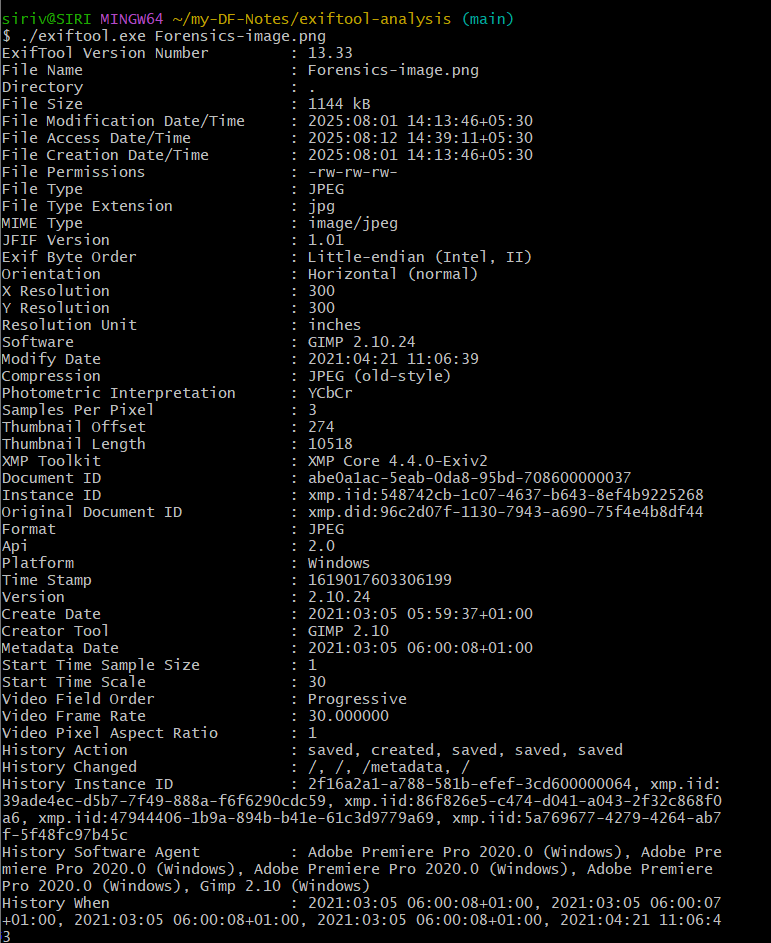 siriv@SIRI MINGW64 ~/my-DF-Notes/exiftool-analysis (main)
$ ./exiftool.exe Forensics-image.png
ExifTool Version Number         : 13.33
File Name                       : Forensics-image.png
Directory                       : .
File Size                       : 1144 kB
File Modification Date/Time     : 2025:08:01 14:13:46+05:30
File Access Date/Time           : 2025:08:12 14:39:11+05:30
File Creation Date/Time         : 2025:08:01 14:13:46+05:30
File Permissions                : -rw-rw-rw-
File Type                       : JPEG
File Type Extension             : jpg
MIME Type                       : image/jpeg
JFIF Version                    : 1.01
Exif Byte Order                 : Little-endian (Intel, II)
Orientation                     : Horizontal (normal)
X Resolution                    : 300
Y Resolution                    : 300
Resolution Unit                 : inches
Software                        : GIMP 2.10.24
Modify Date                     : 2021:04:21 11:06:39
Compression                     : JPEG (old-style)
Photometric Interpretation      : YCbCr
Samples Per Pixel               : 3
Thumbnail Offset                : 274
Thumbnail Length                : 10518
XMP Toolkit                     : XMP Core 4.4.0-Exiv2
Document ID                     : abe0a1ac-5eab-0da8-95bd-708600000037
Instance ID                     : xmp.iid:548742cb-1c07-4637-b643-8ef4b9225268
Original Document ID            : xmp.did:96c2d07f-1130-7943-a690-75f4e4b8df44
Format                          : JPEG
Api                             : 2.0
Platform                        : Windows
Time Stamp                      : 1619017603306199
Version                         : 2.10.24
Create Date                     : 2021:03:05 05:59:37+01:00
Creator Tool                    : GIMP 2.10
Metadata Date                   : 2021:03:05 06:00:08+01:00
Start Time Sample Size          : 1
Start Time Scale                : 30
Video Field Order               : Progressive
Video Frame Rate                : 30.000000
Video Pixel Aspect Ratio        : 1
History Action                  : saved, created, saved, saved, saved
History Changed                 : /, /, /metadata, /
History Instance ID             : 2f16a2a1-a788-581b-efef-3cd600000064, xmp.iid:
39ade4ec-d5b7-7f49-888a-f6f6290cdc59, xmp.iid:86f826e5-c474-d041-a043-2f32c868f0
a6, xmp.iid:47944406-1b9a-894b-b41e-61c3d9779a69, xmp.iid:5a769677-4279-4264-ab7
f-5f48fc97b45c
History Software Agent          : Adobe Premiere Pro 2020.0 (Windows), Adobe Pre
miere Pro 2020.0 (Windows), Adobe Premiere Pro 2020.0 (Windows), Adobe Premiere
Pro 2020.0 (Windows), Gimp 2.10 (Windows)
History When                    : 2021:03:05 06:00:08+01:00, 2021:03:05 06:00:07
+01:00, 2021:03:05 06:00:08+01:00, 2021:03:05 06:00:08+01:00, 2021:04:21 11:06:4
3